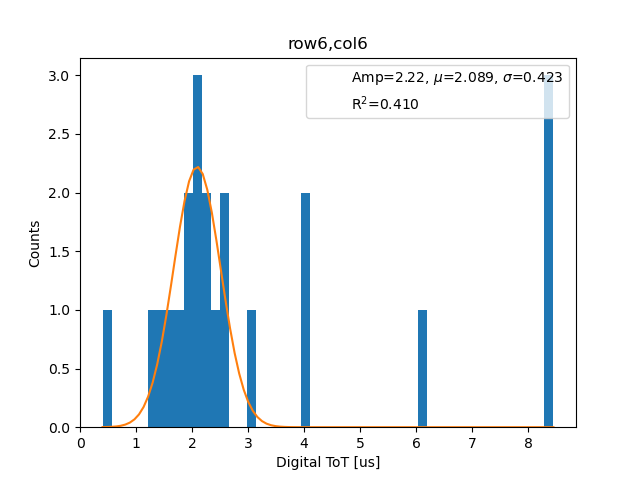 row6,col6
Amp=2.22, μ=2.089, σ=0.423
R²=0.410
3.0
2.5
2.0
1.5
1.0
0.5
0.0
Counts
0 1 2 3 4 5 6 7 8
Digital ToT [us]